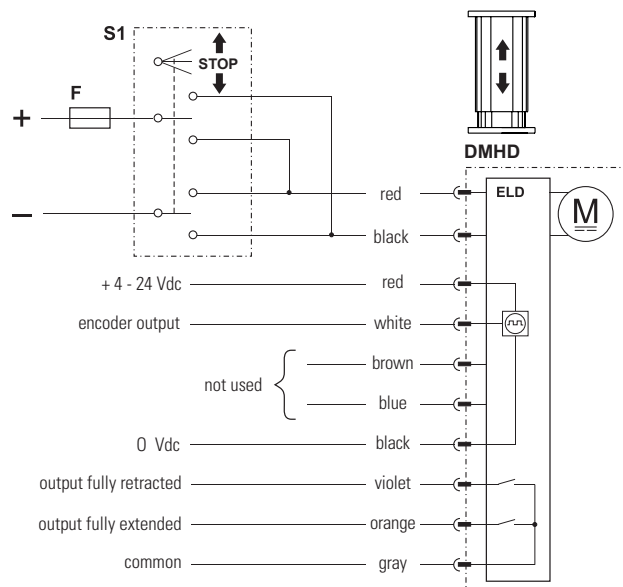 S1
STOP
F
+
−
DMHD
red
ELD
M
black
+ 4 - 24 Vdc red
encoder output white
brown
not used
blue
0 Vdc black
output fully retracted violet
output fully extended orange
common gray